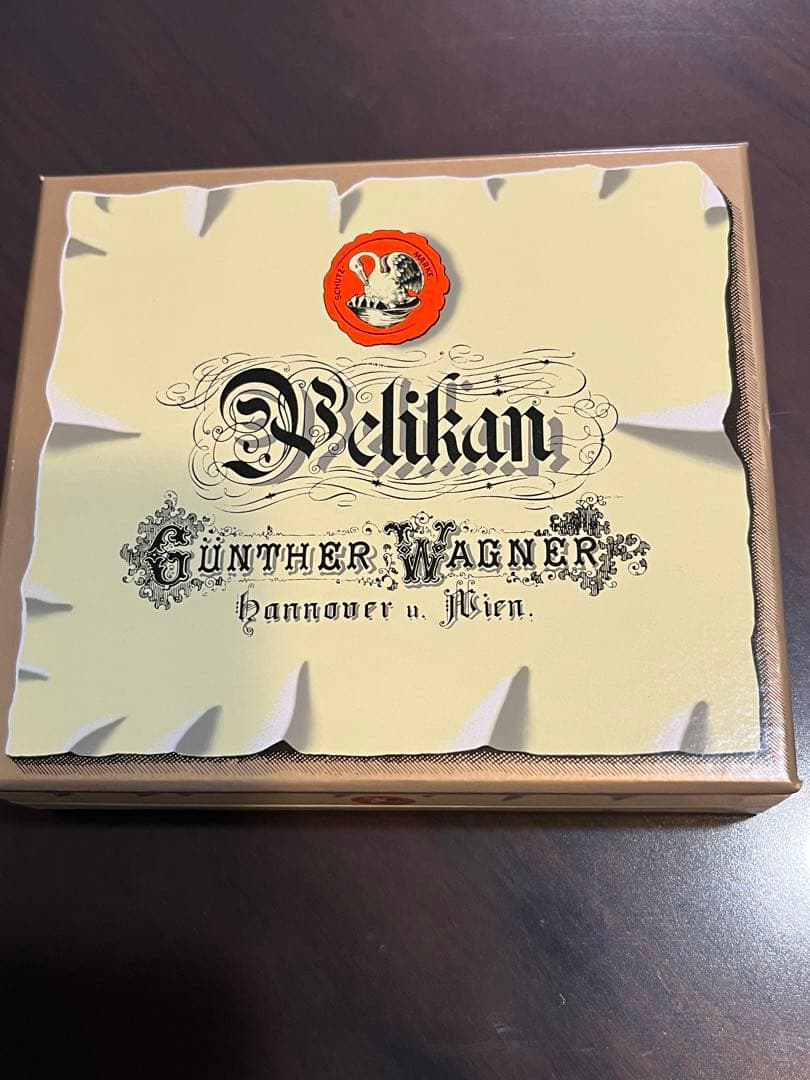 SCHUTZ- MARKE
Pelikan
GÜNTHER WAGNER
Hannover u. Wien.